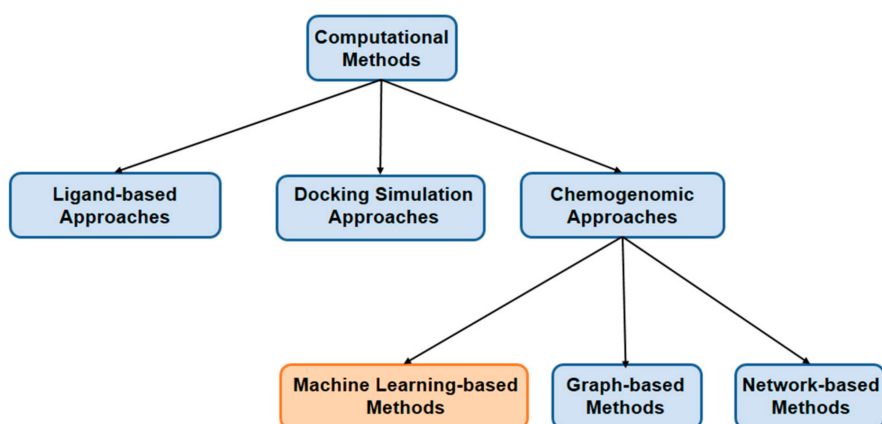 Computational
Methods
Ligand-based
Approaches
Docking Simulation
Approaches
Chemogenomic
Approaches
Machine Learning-based
Methods
Graph-based
Methods
Network-based
Methods